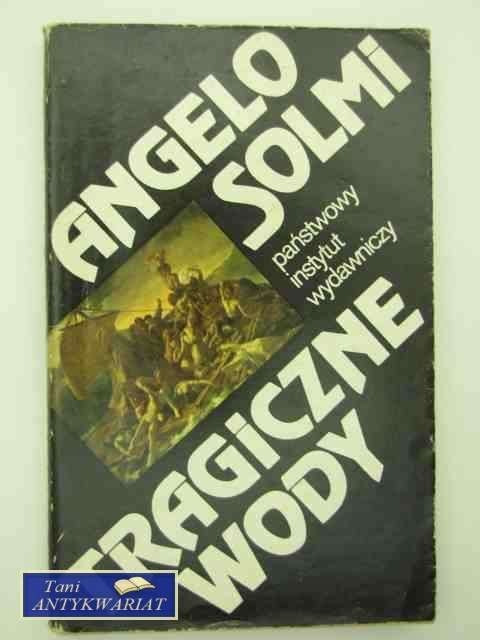 ANGELO
SOLMI
państwowy
instytut
wydawniczy
TRAGICZNE
WODY
Tani
ANTYKWARIAT